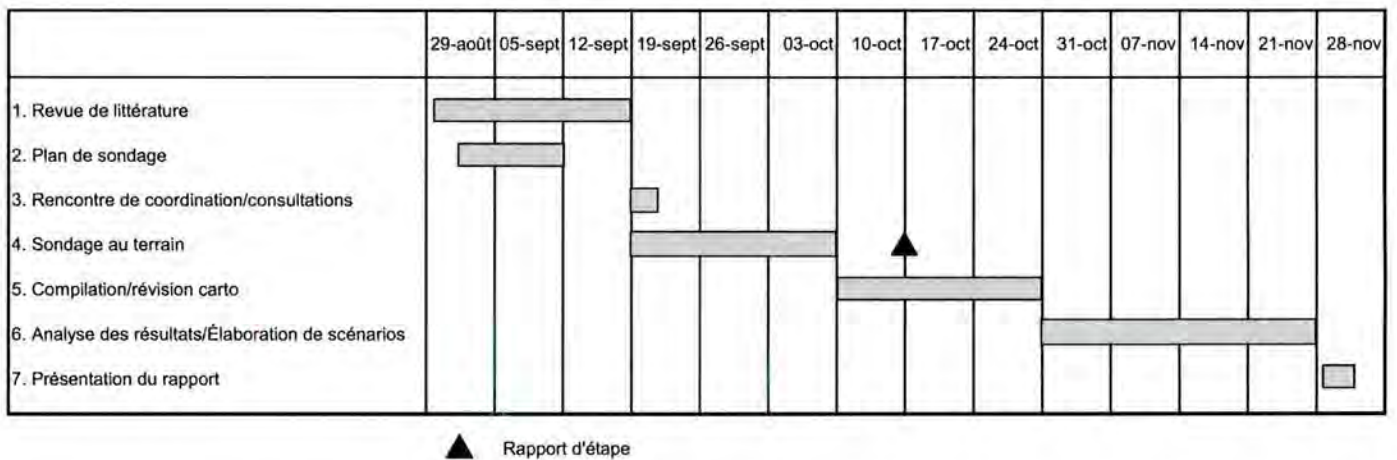 29-août 05-sept 12-sept 19-sept 26-sept 03-oct 10-oct 17-oct 24-oct 31-oct 07-nov 14-nov 21-nov 28-nov
1. Revue de littérature
2. Plan de sondage
3. Rencontre de coordination/consultations
4. Sondage au terrain
5. Compilation/révision carto
6. Analyse des résultats/Élaboration de scénarios
7. Présentation du rapport
Rapport d'étape